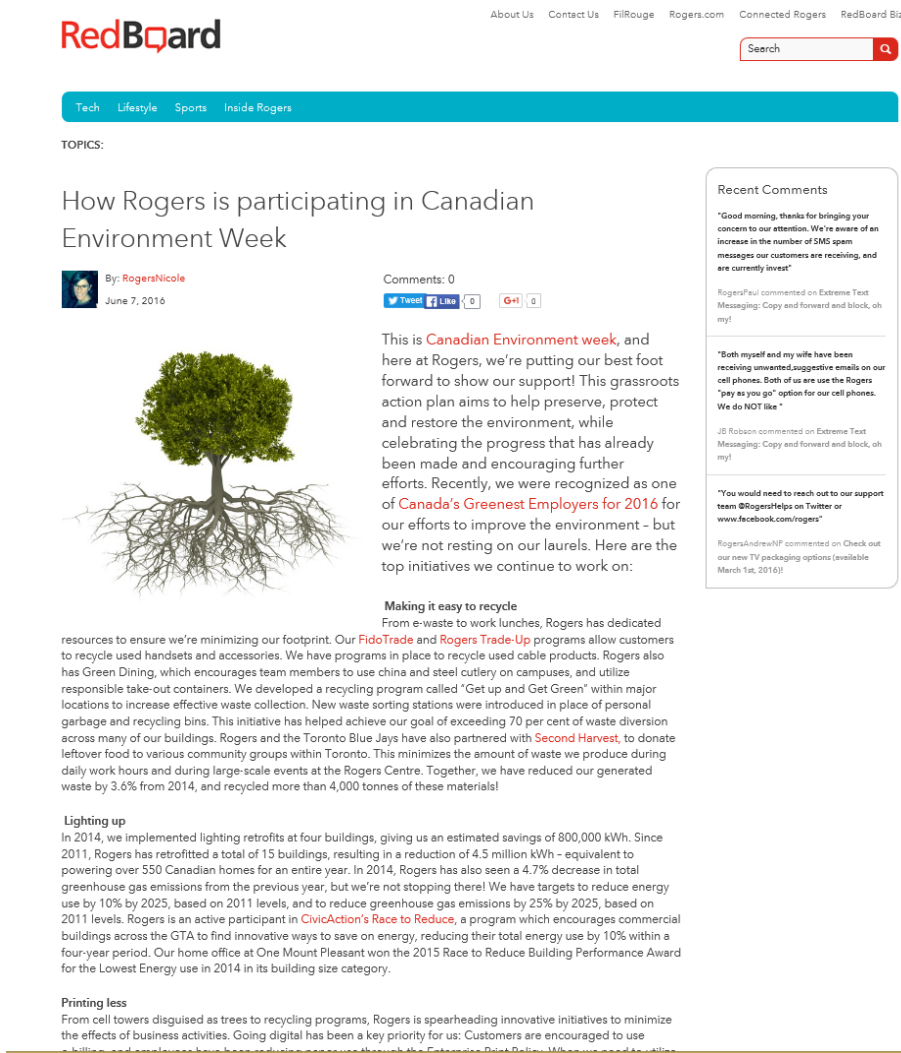 About Us Contact Us FilRouge Rogers.com Connected Rogers RedBoard Biz
RedBoard
Search
Tech Lifestyle Sports Inside Rogers
TOPICS:
How Rogers is participating in Canadian
Environment Week
By: RogersNicole
June 7, 2016
Comments: 0
Tweet Like 0 G+1 0
This is Canadian Environment week, and
here at Rogers, we're putting our best foot
forward to show our support! This grassroots
action plan aims to help preserve, protect
and restore the environment, while
celebrating the progress that has already
been made and encouraging further
efforts. Recently, we were recognized as one
of Canada's Greenest Employers for 2016 for
our efforts to improve the environment – but
we're not resting on our laurels. Here are the
top initiatives we continue to work on:
Making it easy to recycle
From e-waste to work lunches, Rogers has dedicated
resources to ensure we're minimizing our footprint. Our FidoTrade and Rogers Trade-Up programs allow customers
to recycle used handsets and accessories. We have programs in place to recycle used cable products. Rogers also
has Green Dining, which encourages team members to use china and steel cutlery on campuses, and utilize
responsible take-out containers. We developed a recycling program called "Get up and Get Green" within major
locations to increase effective waste collection. New waste sorting stations were introduced in place of personal
garbage and recycling bins. This initiative has helped achieve our goal of exceeding 70 per cent of waste diversion
across many of our buildings. Rogers and the Toronto Blue Jays have also partnered with Second Harvest, to donate
leftover food to various community groups within Toronto. This minimizes the amount of waste we produce during
daily work hours and during large-scale events at the Rogers Centre. Together, we have reduced our generated
waste by 3.6% from 2014, and recycled more than 4,000 tonnes of these materials!
Lighting up
In 2014, we implemented lighting retrofits at four buildings, giving us an estimated savings of 800,000 kWh. Since
2011, Rogers has retrofitted a total of 15 buildings, resulting in a reduction of 4.5 million kWh – equivalent to
powering over 550 Canadian homes for an entire year. In 2014, Rogers has also seen a 4.7% decrease in total
greenhouse gas emissions from the previous year, but we're not stopping there! We have targets to reduce energy
use by 10% by 2025, based on 2011 levels, and to reduce greenhouse gas emissions by 25% by 2025, based on
2011 levels. Rogers is an active participant in CivicAction's Race to Reduce, a program which encourages commercial
buildings across the GTA to find innovative ways to save on energy, reducing their total energy use by 10% within a
four-year period. Our home office at One Mount Pleasant won the 2015 Race to Reduce Building Performance Award
for the Lowest Energy use in 2014 in its building size category.
Printing less
From cell towers disguised as trees to recycling programs, Rogers is spearheading innovative initiatives to minimize
the effects of business activities. Going digital has been a key priority for us: Customers are encouraged to use
e-billing, and employees have been reducing paper use through the Enterprise Print Policy. When we need to utilize
Recent Comments
"Good morning, thanks for bringing your
concern to our attention. We're aware of an
increase in the number of SMS spam
messages our customers are receiving, and
are currently invest"
RogersPaul commented on Extreme Text
Messaging: Copy and forward and block, oh
my!
"Both myself and my wife have been
receiving unwanted,suggestive emails on our
cell phones. Both of us are use the Rogers
"pay as you go" option for our cell phones.
We do NOT like "
JB Robson commented on Extreme Text
Messaging: Copy and forward and block, oh
my!
"You would need to reach out to our support
team @RogersHelps on Twitter or
www.facebook.com/rogers"
RogersAndrewNP commented on Check out
our new TV packaging options (available
March 1st, 2016)!